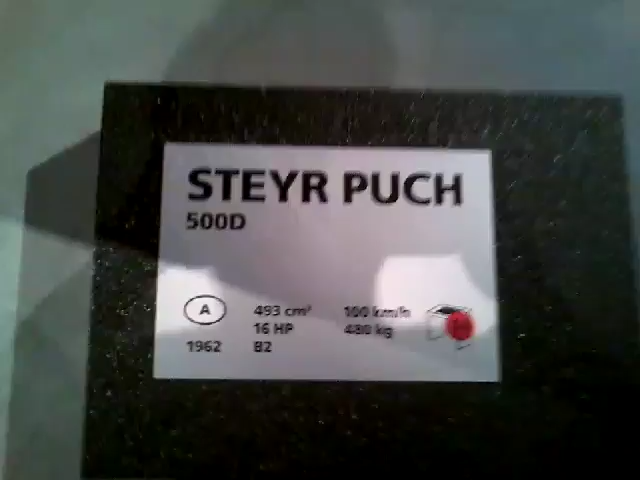 STEYR PUCH
500D
A 493 cm³ 100 km/h
16 HP 480 kg
1962 B2